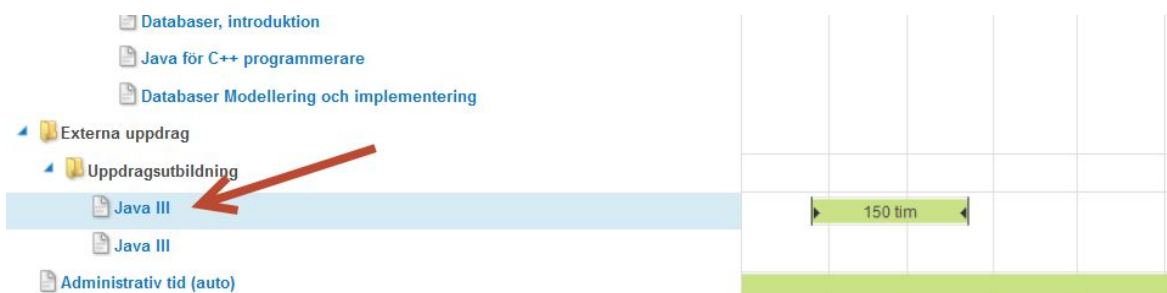 Databaser, introduktion
Java för C++ programmerare
Databaser Modellering och implementering
Externa uppdrag
Uppdragsutbildning
Java III
150 tim
Java III
Administrativ tid (auto)